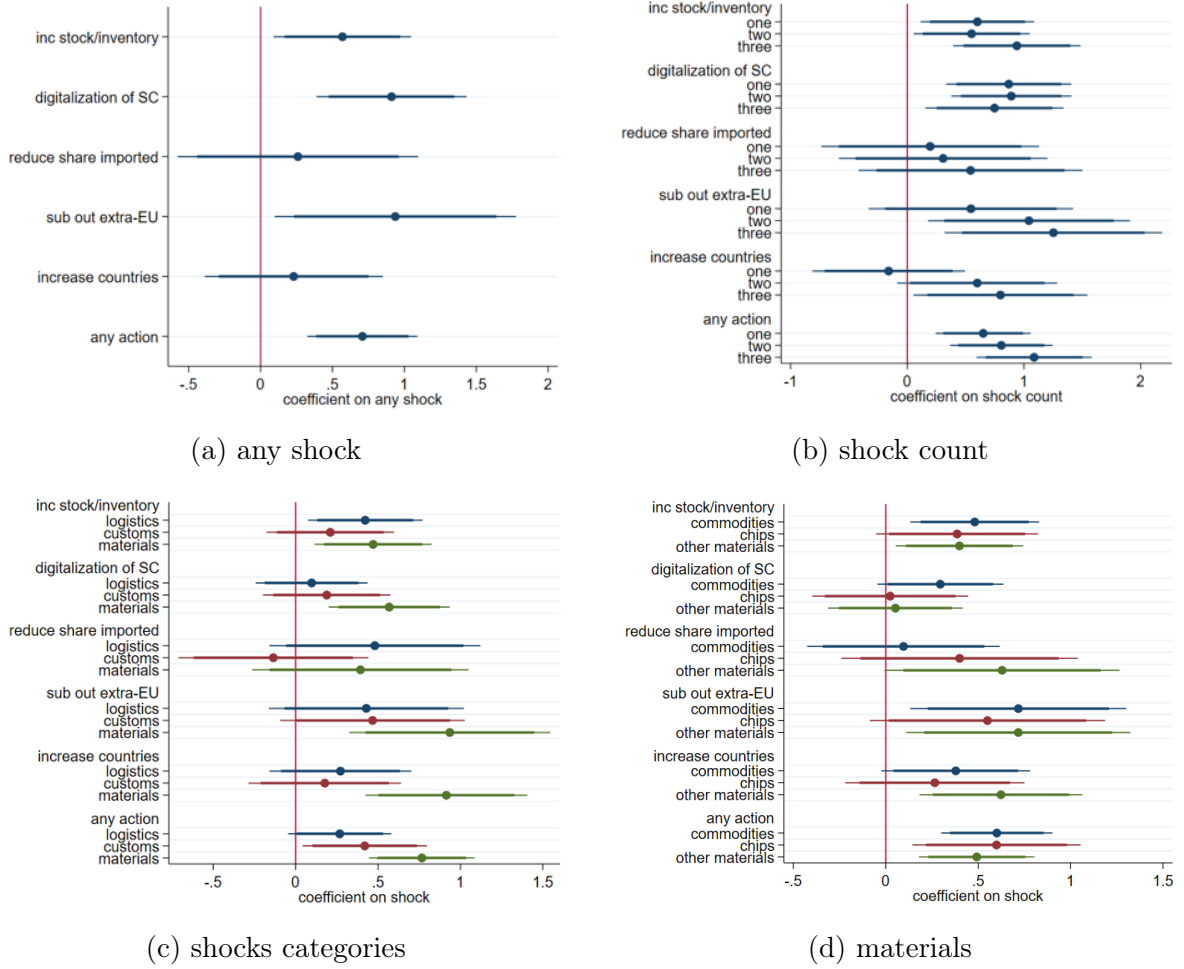 inc stock/inventory
digitalization of SC
reduce share imported
sub out extra-EU
increase countries
any action
-.5 0 .5 1 1.5 2
coefficient on any shock
(a) any shock
inc stock/inventory
one
two
three
digitalization of SC
one
two
three
reduce share imported
one
two
three
sub out extra-EU
one
two
three
increase countries
one
two
three
any action
one
two
three
-1 0 1 2
coefficient on shock count
(b) shock count
inc stock/inventory
logistics
customs
materials
digitalization of SC
logistics
customs
materials
reduce share imported
logistics
customs
materials
sub out extra-EU
logistics
customs
materials
increase countries
logistics
customs
materials
any action
logistics
customs
materials
-.5 0 .5 1 1.5
coefficient on shock
(c) shocks categories
inc stock/inventory
commodities
chips
other materials
digitalization of SC
commodities
chips
other materials
reduce share imported
commodities
chips
other materials
sub out extra-EU
commodities
chips
other materials
increase countries
commodities
chips
other materials
any action
commodities
chips
other materials
-.5 0 .5 1 1.5
coefficient on shock
(d) materials